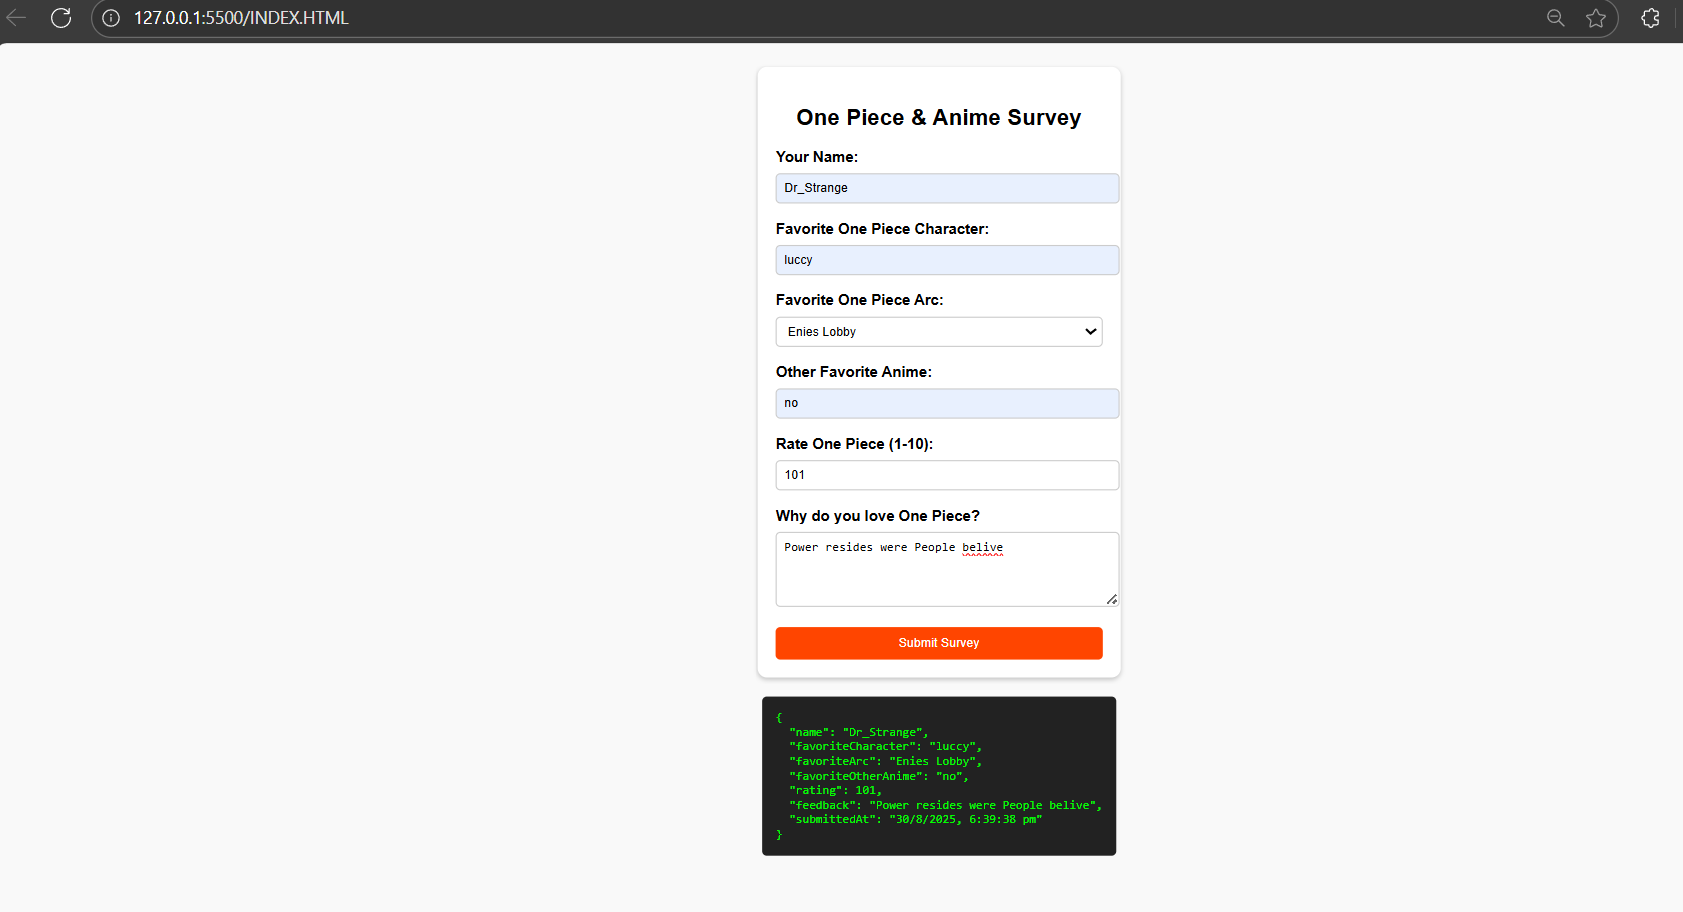 127.0.0.1:5500/INDEX.HTML
One Piece & Anime Survey
Your Name:
Dr_Strange
Favorite One Piece Character:
luccy
Favorite One Piece Arc:
Enies Lobby
Other Favorite Anime:
no
Rate One Piece (1-10):
101
Why do you love One Piece?
Power resides were People belive
Submit Survey
{
  "name": "Dr_Strange",
  "favoriteCharacter": "luccy",
  "favoriteArc": "Enies Lobby",
  "favoriteOtherAnime": "no",
  "rating": 101,
  "feedback": "Power resides were People belive",
  "submittedAt": "30/8/2025, 6:39:38 pm"
}